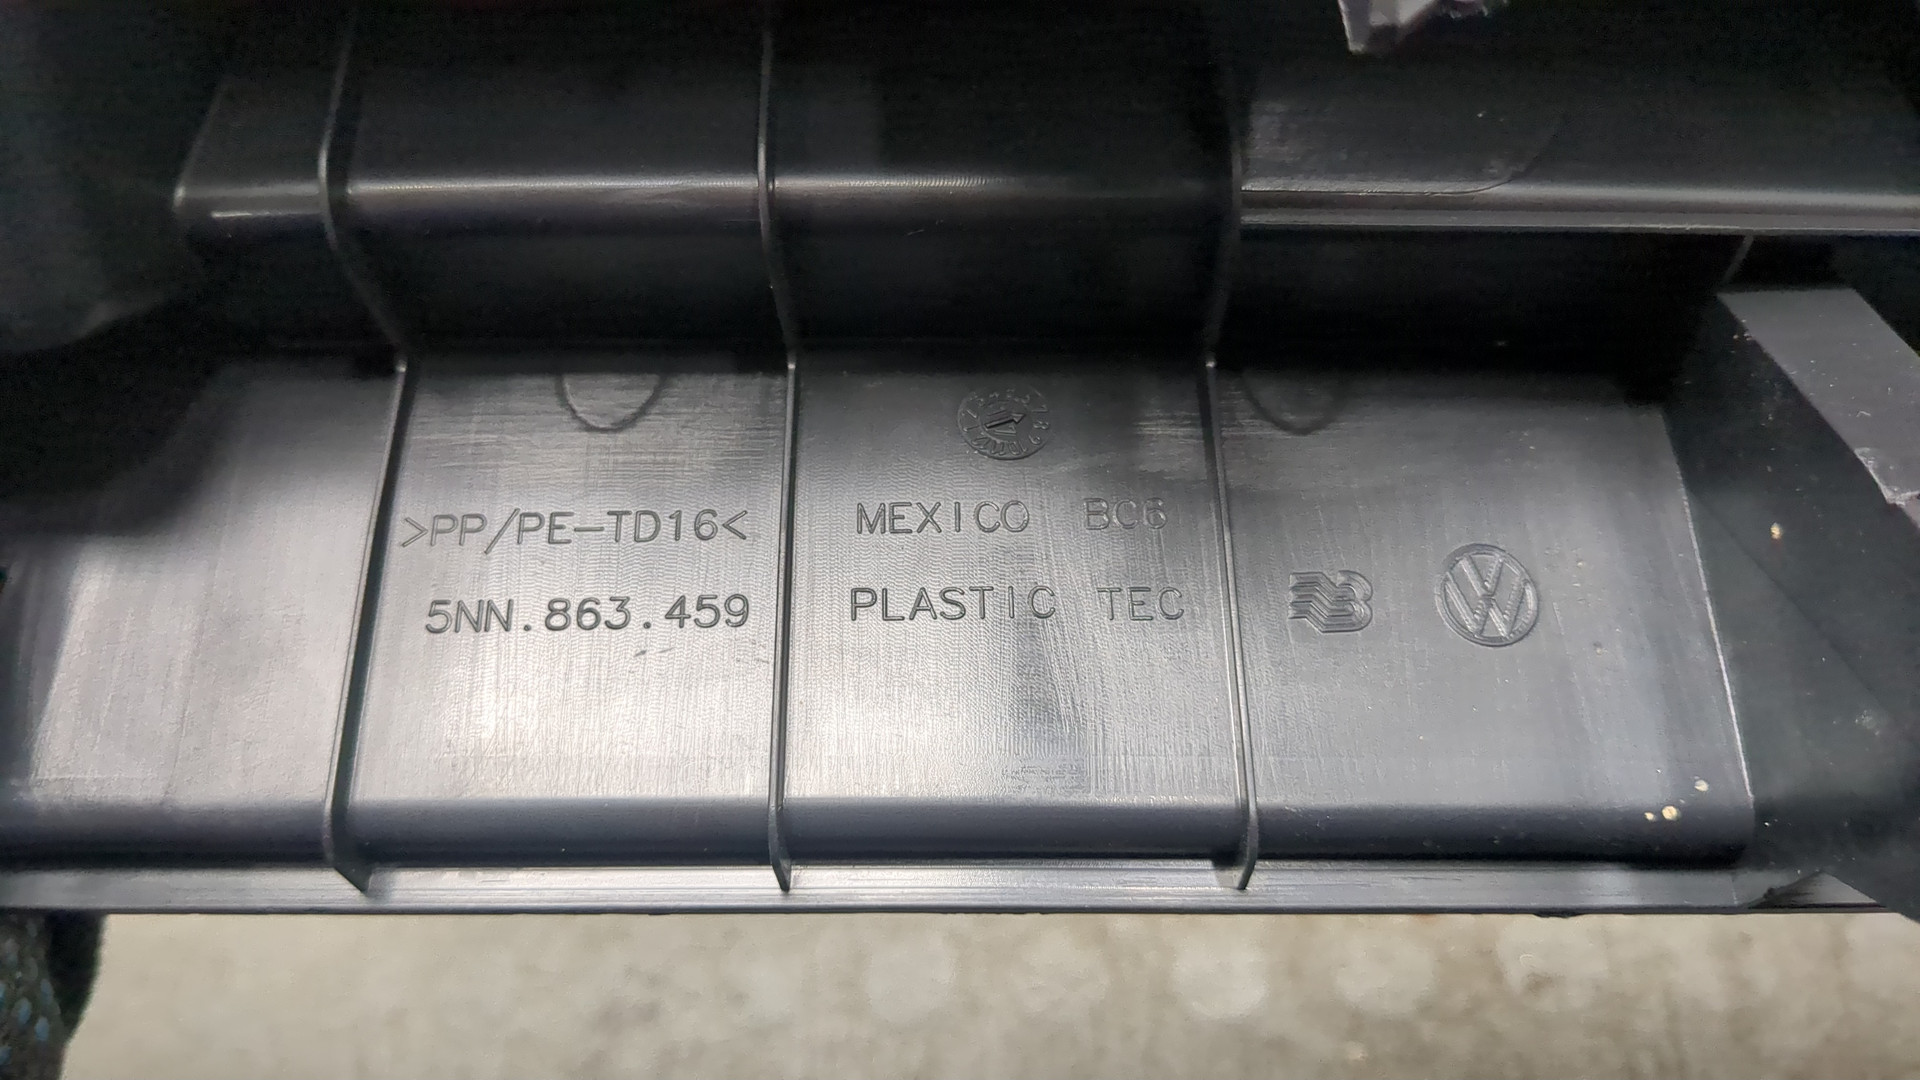 >PP/PE-TD16<
5NN.863.459
MEXICO BC6
PLASTIC TEC